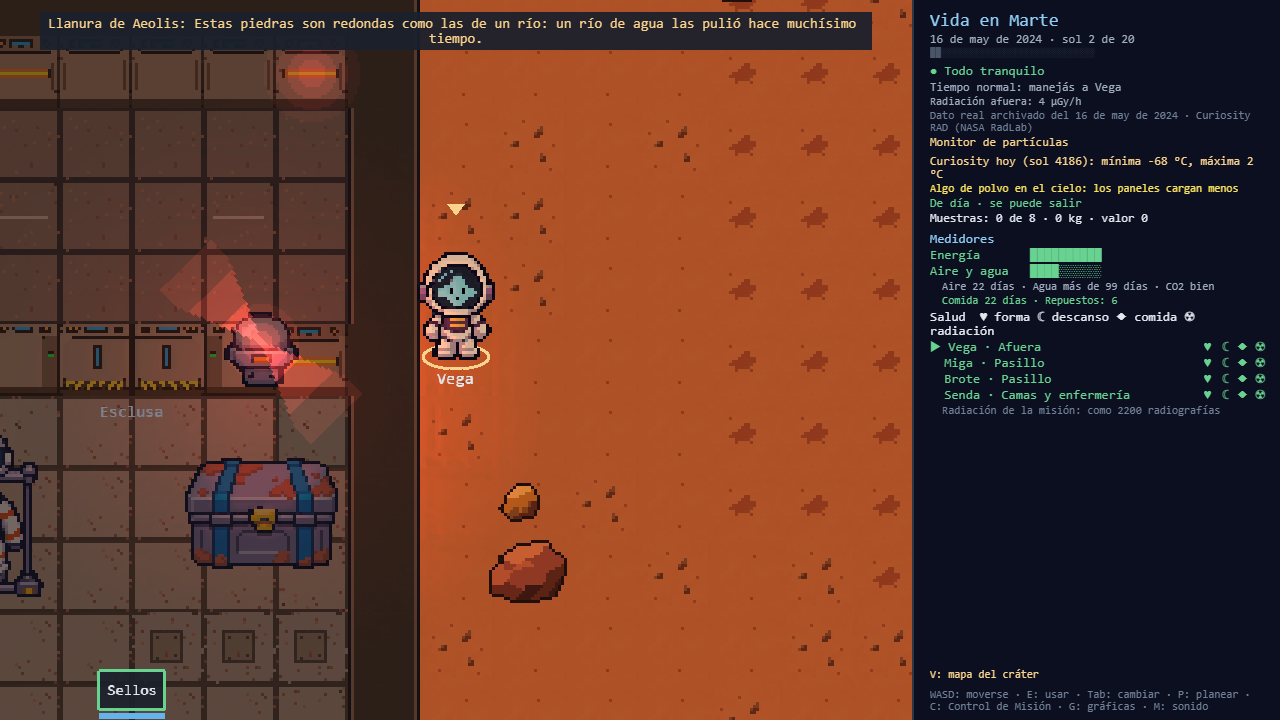 Llanura de Aeolis: Estas piedras son redondas como las de un río: un río de agua las pulió hace muchísimo
tiempo.
Esclusa
Vega
Sellos
Vida en Marte
16 de may de 2024 · sol 2 de 20
● Todo tranquilo
Tiempo normal: manejás a Vega
Radiación afuera: 4 µGy/h
Dato real archivado del 16 de may de 2024 · Curiosity
RAD (NASA RadLab)
Monitor de partículas
Curiosity hoy (sol 4186): mínima -68 °C, máxima 2
°C
Algo de polvo en el cielo: los paneles cargan menos
De día · se puede salir
Muestras: 0 de 8 · 0 kg · valor 0
Medidores
Energía
Aire y agua
Aire 22 días · Agua más de 99 días · CO2 bien
Comida 22 días · Repuestos: 6
Salud ♥ forma ☾ descanso ◆ comida ☢
radiación
▶ Vega · Afuera ♥ ☾ ◆ ☢
Miga · Pasillo ♥ ☾ ◆ ☢
Brote · Pasillo ♥ ☾ ◆ ☢
Senda · Camas y enfermería ♥ ☾ ◆ ☢
Radiación de la misión: como 2200 radiografías
V: mapa del cráter
WASD: moverse · E: usar · Tab: cambiar · P: planear ·
C: Control de Misión · G: gráficas · M: sonido